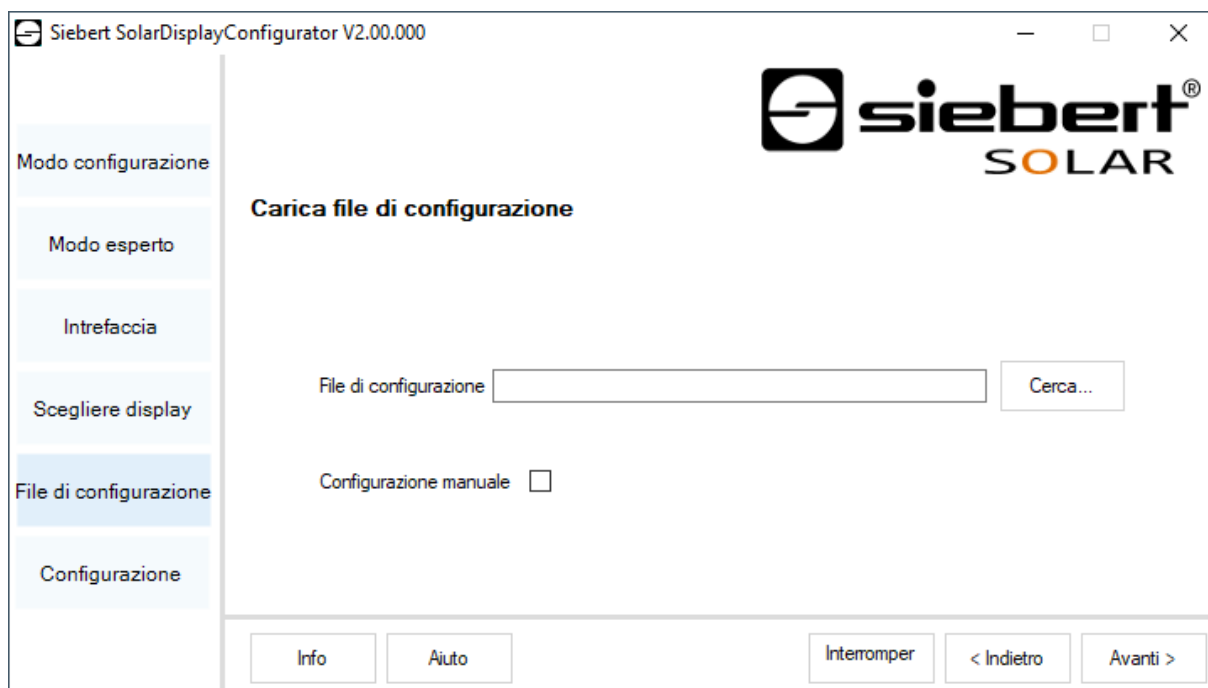 Siebert SolarDisplayConfigurator V2.00.000
siebert®
SOLAR
Modo configurazione
Modo esperto
Intrefaccia
Scegliere display
File di configurazione
Configurazione
Carica file di configurazione
File di configurazione
Cerca...
Configurazione manuale
Info
Aiuto
Interromper
< Indietro
Avanti >